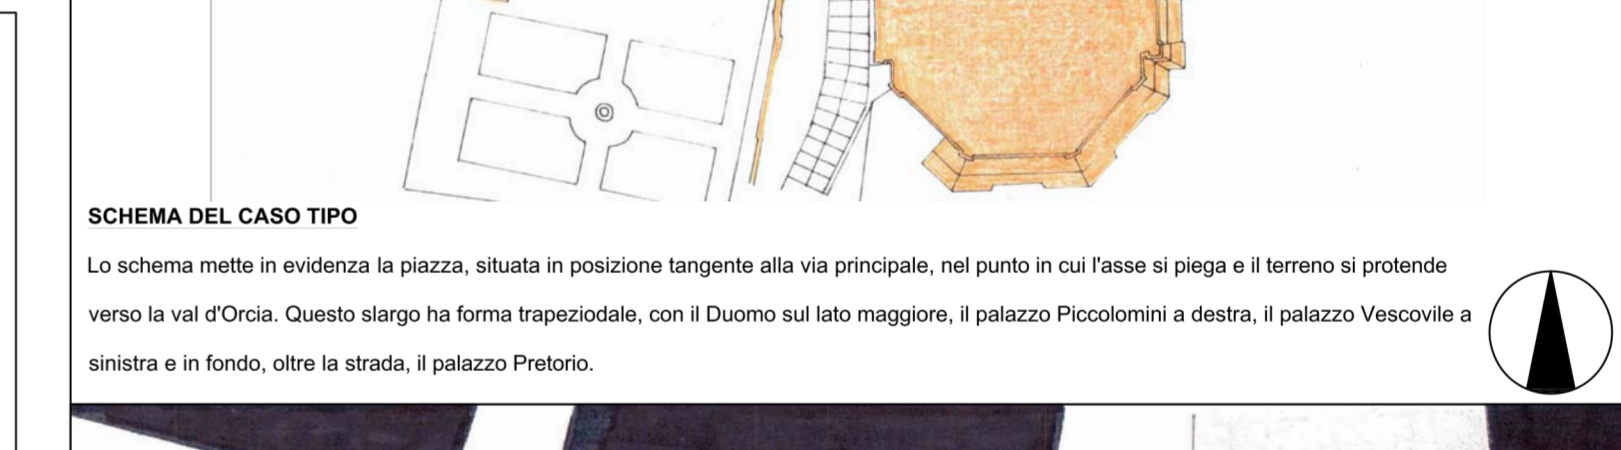 SCHEMA DEL CASO TIPO
Lo schema mette in evidenza la piazza, situata in posizione tangente alla via principale, nel punto in cui l'asse si piega e il terreno si protende
verso la val d'Orcia. Questo slargo ha forma trapeziodale, con il Duomo sul lato maggiore, il palazzo Piccolomini a destra, il palazzo Vescovile a
sinistra e in fondo, oltre la strada, il palazzo Pretorio.